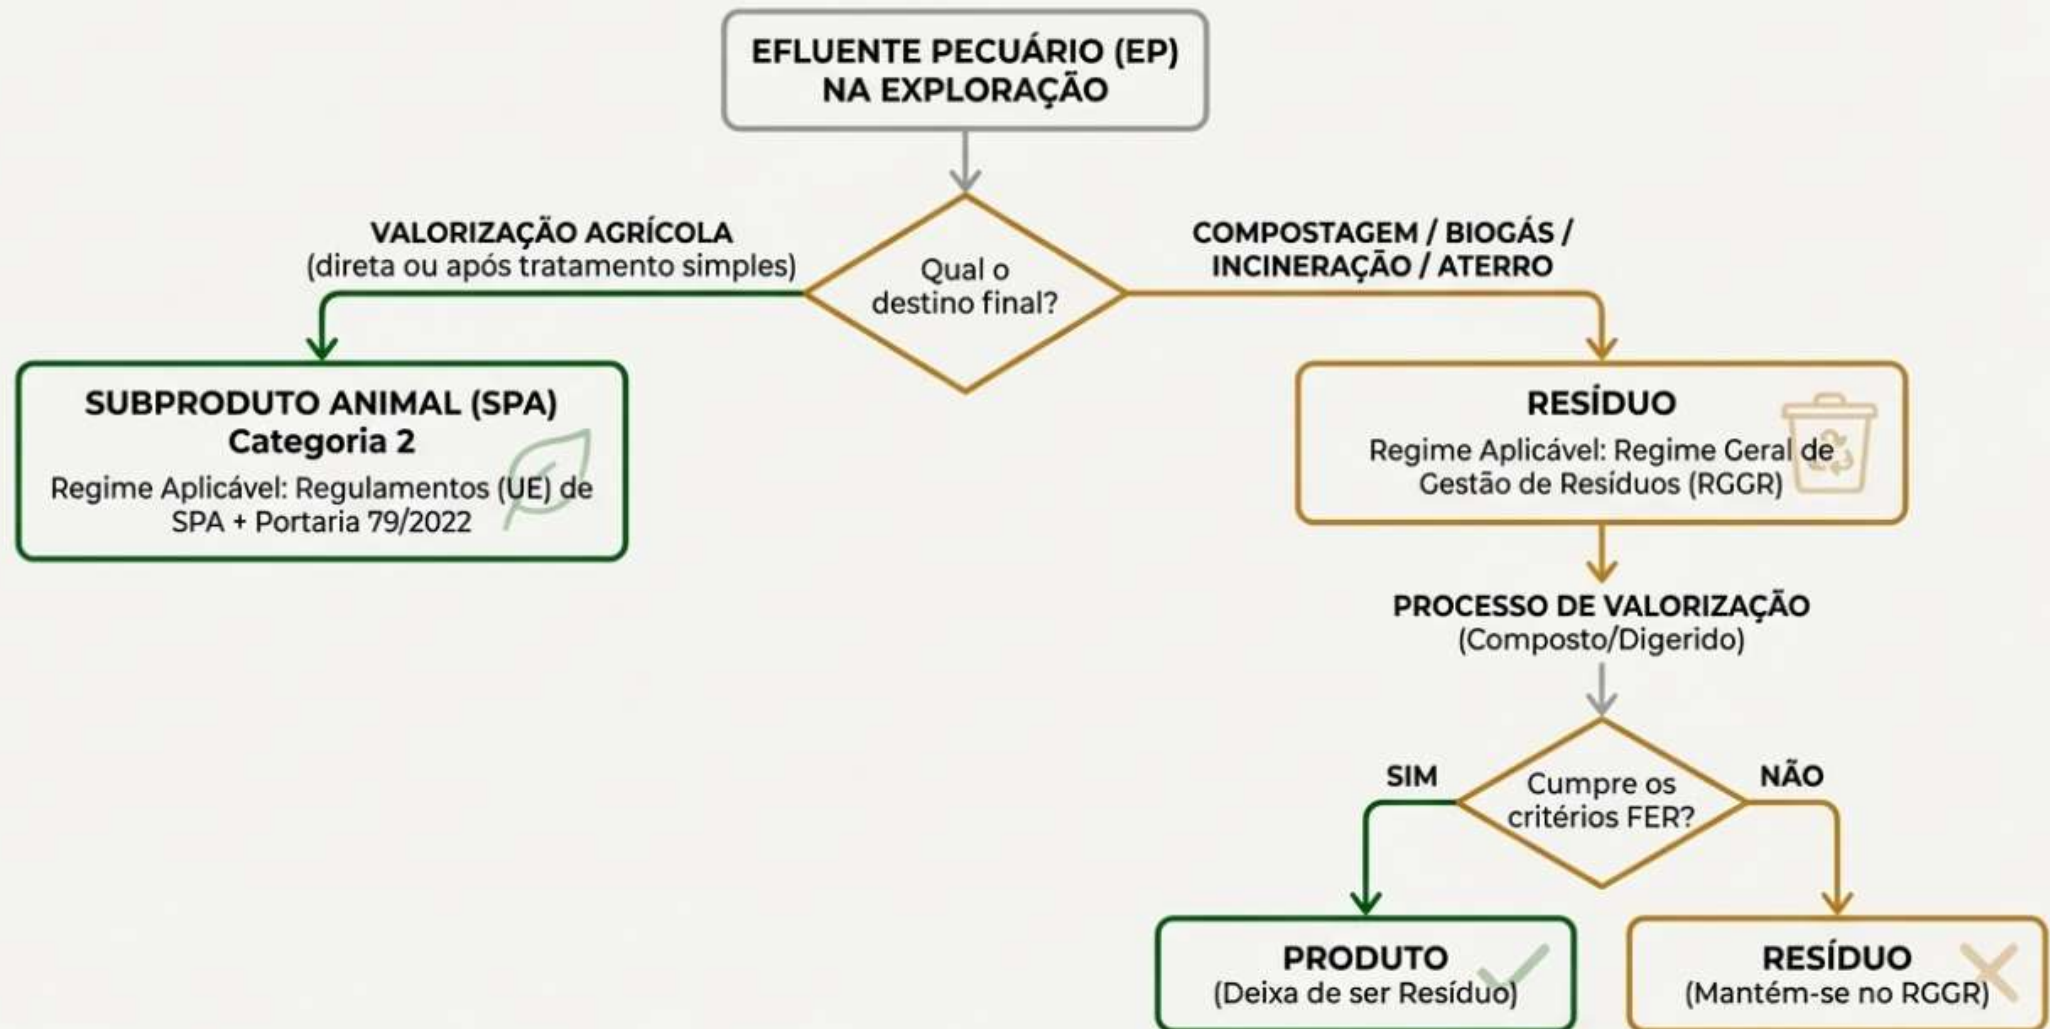 EFLUENTE PECUÁRIO (EP)
NA EXPLORAÇÃO
VALORIZAÇÃO AGRÍCOLA
(direta ou após tratamento simples)
Qual o
destino final?
COMPOSTAGEM / BIOGÁS /
INCINERAÇÃO / ATERRO
SUBPRODUTO ANIMAL (SPA)
Categoria 2
Regime Aplicável: Regulamentos (UE) de
SPA + Portaria 79/2022
RESÍDUO
Regime Aplicável: Regime Geral de
Gestão de Resíduos (RGGR)
PROCESSO DE VALORIZAÇÃO
(Composto/Digerido)
SIM
Cumpre os
critérios FER?
NÃO
PRODUTO
(Deixa de ser Resíduo)
RESÍDUO
(Mantém-se no RGGR)